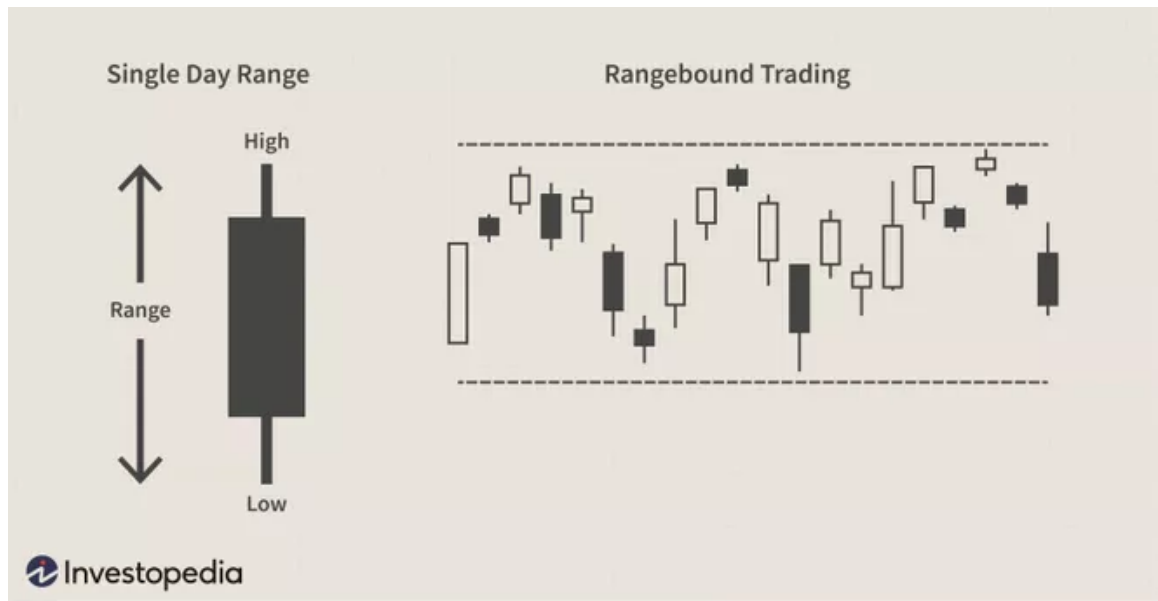 Single Day Range
Rangebound Trading
High
Range
Low
Investopedia